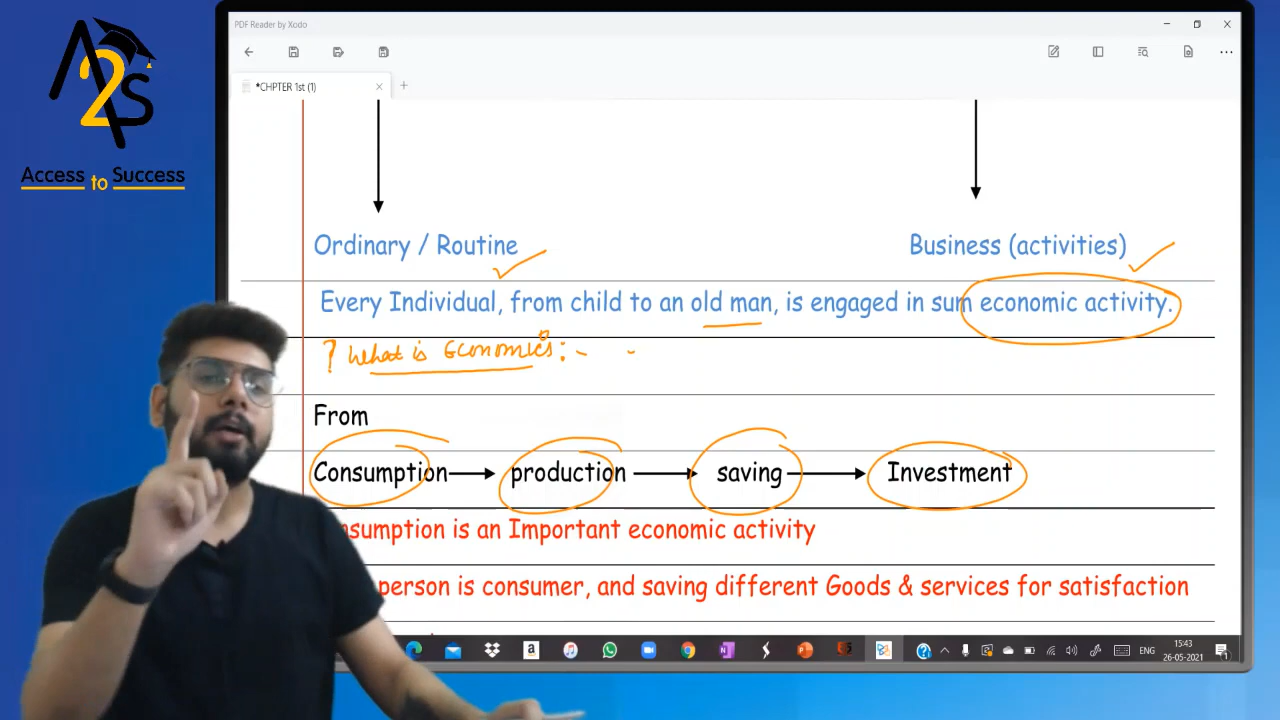 PDF Reader by Xodo
*CHPTER 1st (1)
A2S
Access to Success
Ordinary / Routine
Business (activities)
Every Individual, from child to an old man, is engaged in sum economic activity.
? What is Economics:-
From
Consumption production saving Investment
nsumption is an Important economic activity
person is consumer, and saving different Goods & services for satisfaction
ENG
15:43
26-05-2021